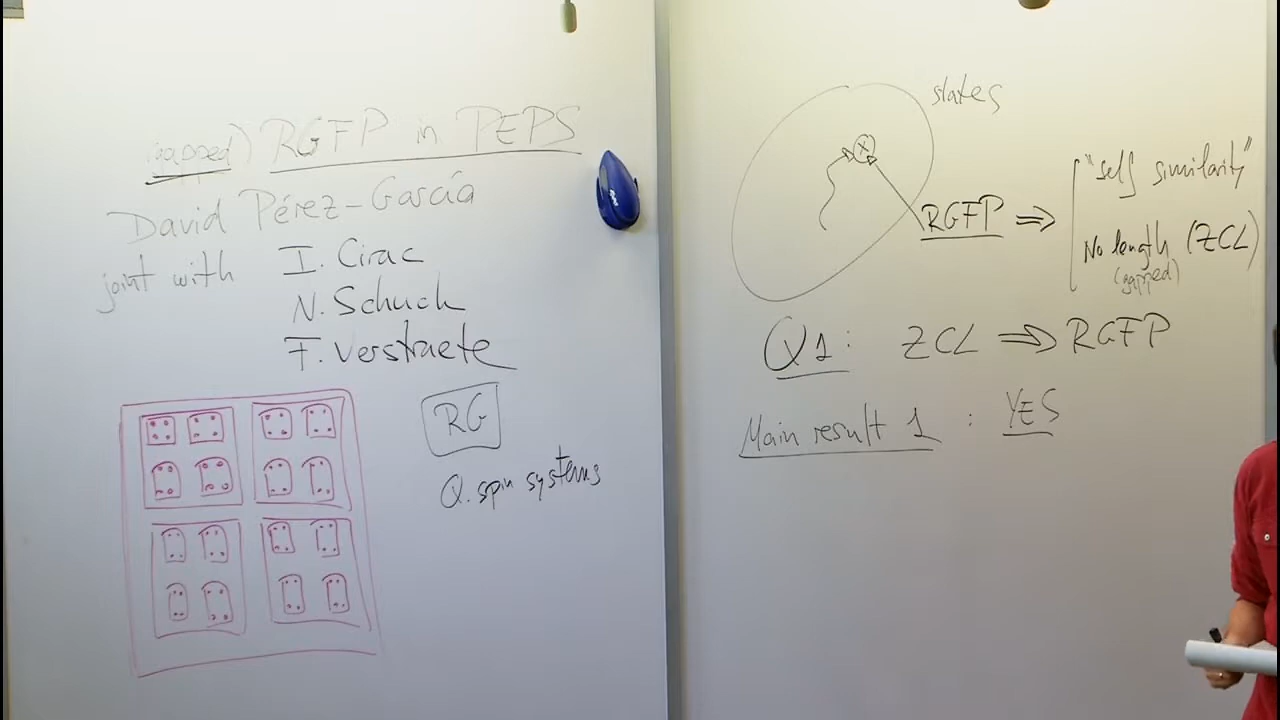 (gapped) RGFP in PEPS
David Pérez-García
joint with I. Cirac
N. Schuch
F. Verstraete
RG
Q. spin systems
states
X
RGFP ⇒ "self similarity"
No length (ZCL)
(gapped)
Q1: ZCL ⇒ RGFP
Main result 1 : YES